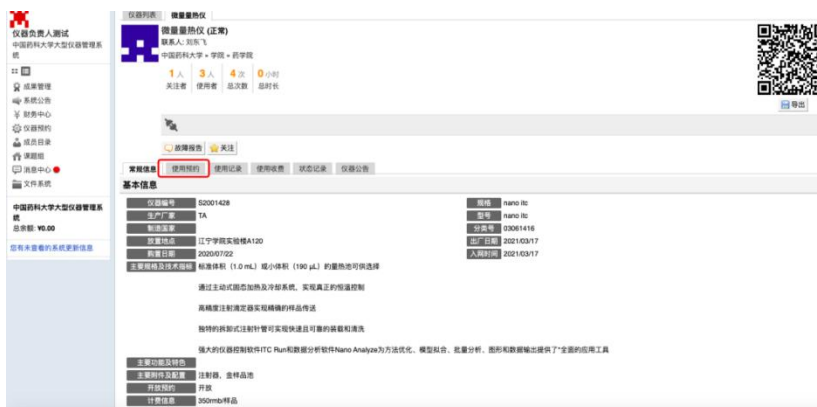 仪器列表 微量量热仪
仪器负责人测试
中国药科大学大型仪器管理系
统
成果管理
系统公告
财务中心
仪器预约
成员目录
课题组
消息中心
文件系统
中国药科大学大型仪器管理系
统
总余额: ¥0.00
您有未查看的系统更新信息
微量量热仪 (正常)
联系人: 刘东飞
中国药科大学 » 学院 » 药学院
1 人 3 人 4 次 0 小时
关注者 使用者 总次数 总时长
导出
故障报告 关注
常规信息 使用预约 使用记录 使用收费 状态记录 仪器公告
基本信息
仪器编号 S2001428 规格 nano itc
生产厂家 TA 型号 nano itc
制造国家 分类号 03061416
放置地点 江宁学院实验楼A120 出厂日期 2021/03/17
购置日期 2020/07/22 入网时间 2021/03/17
主要规格及技术指标 标准体积（1.0 mL）或小体积（190 μL）的量热池可供选择
通过主动式固态加热及冷却系统，实现真正的恒温控制
高精度注射滴定器实现精确的样品传送
独特的拆卸式注射针管可实现快速且可靠的装载和清洗
强大的仪器控制软件ITC Run和数据分析软件Nano Analyze为方法优化、模型拟合、批量分析、图形和数据输出提供了"全面的应用工具
主要功能及特色
主要附件及配置 注射器，金样品池
开放预约 开放
计费信息 350rmb/样品